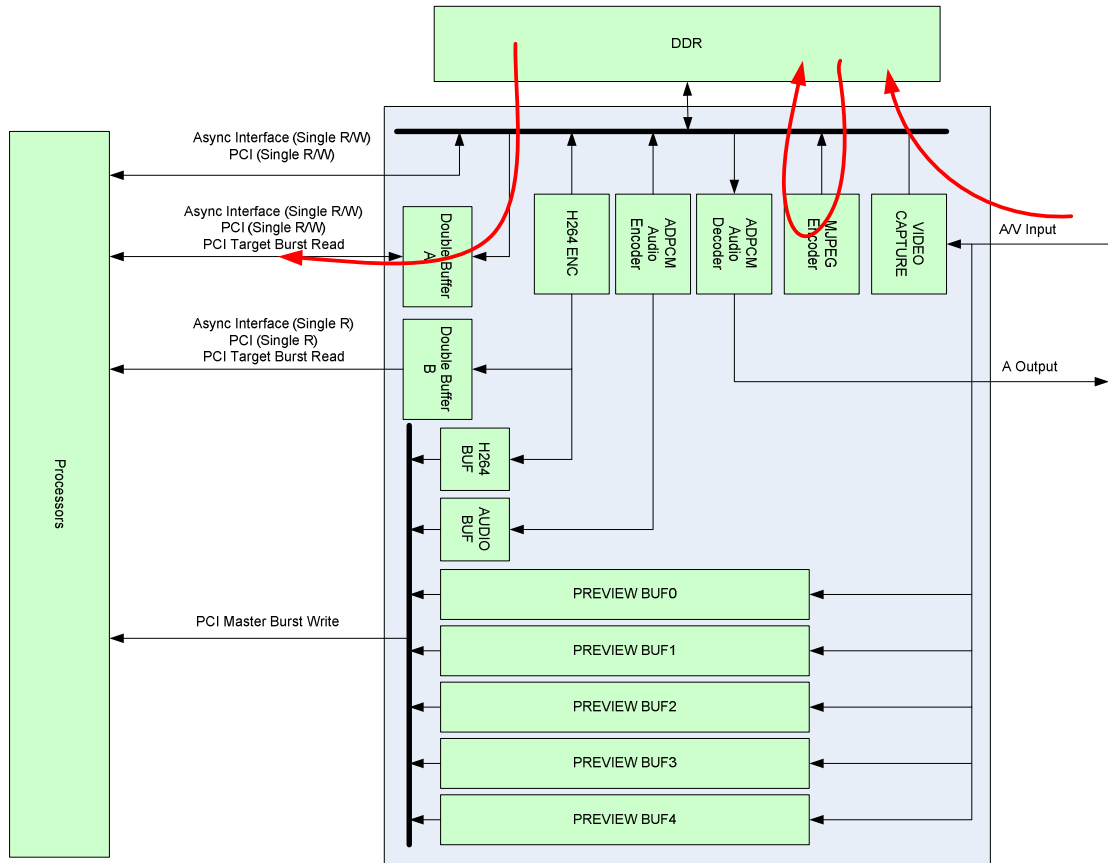 DDR
Async Interface (Single R/W)
PCI (Single R/W)
Async Interface (Single R/W)
PCI (Single R/W)
PCI Target Burst Read
Async Interface (Single R)
PCI (Single R)
PCI Target Burst Read
PCI Master Burst Write
Processors
Double Buffer
A
Double Buffer
B
H264 ENC
ADPCM
Audio
Encoder
ADPCM
Audio
Decoder
MJPEG
Encoder
VIDEO
CAPTURE
A/V Input
A Output
H264
BUF
AUDIO
BUF
PREVIEW BUF0
PREVIEW BUF1
PREVIEW BUF2
PREVIEW BUF3
PREVIEW BUF4